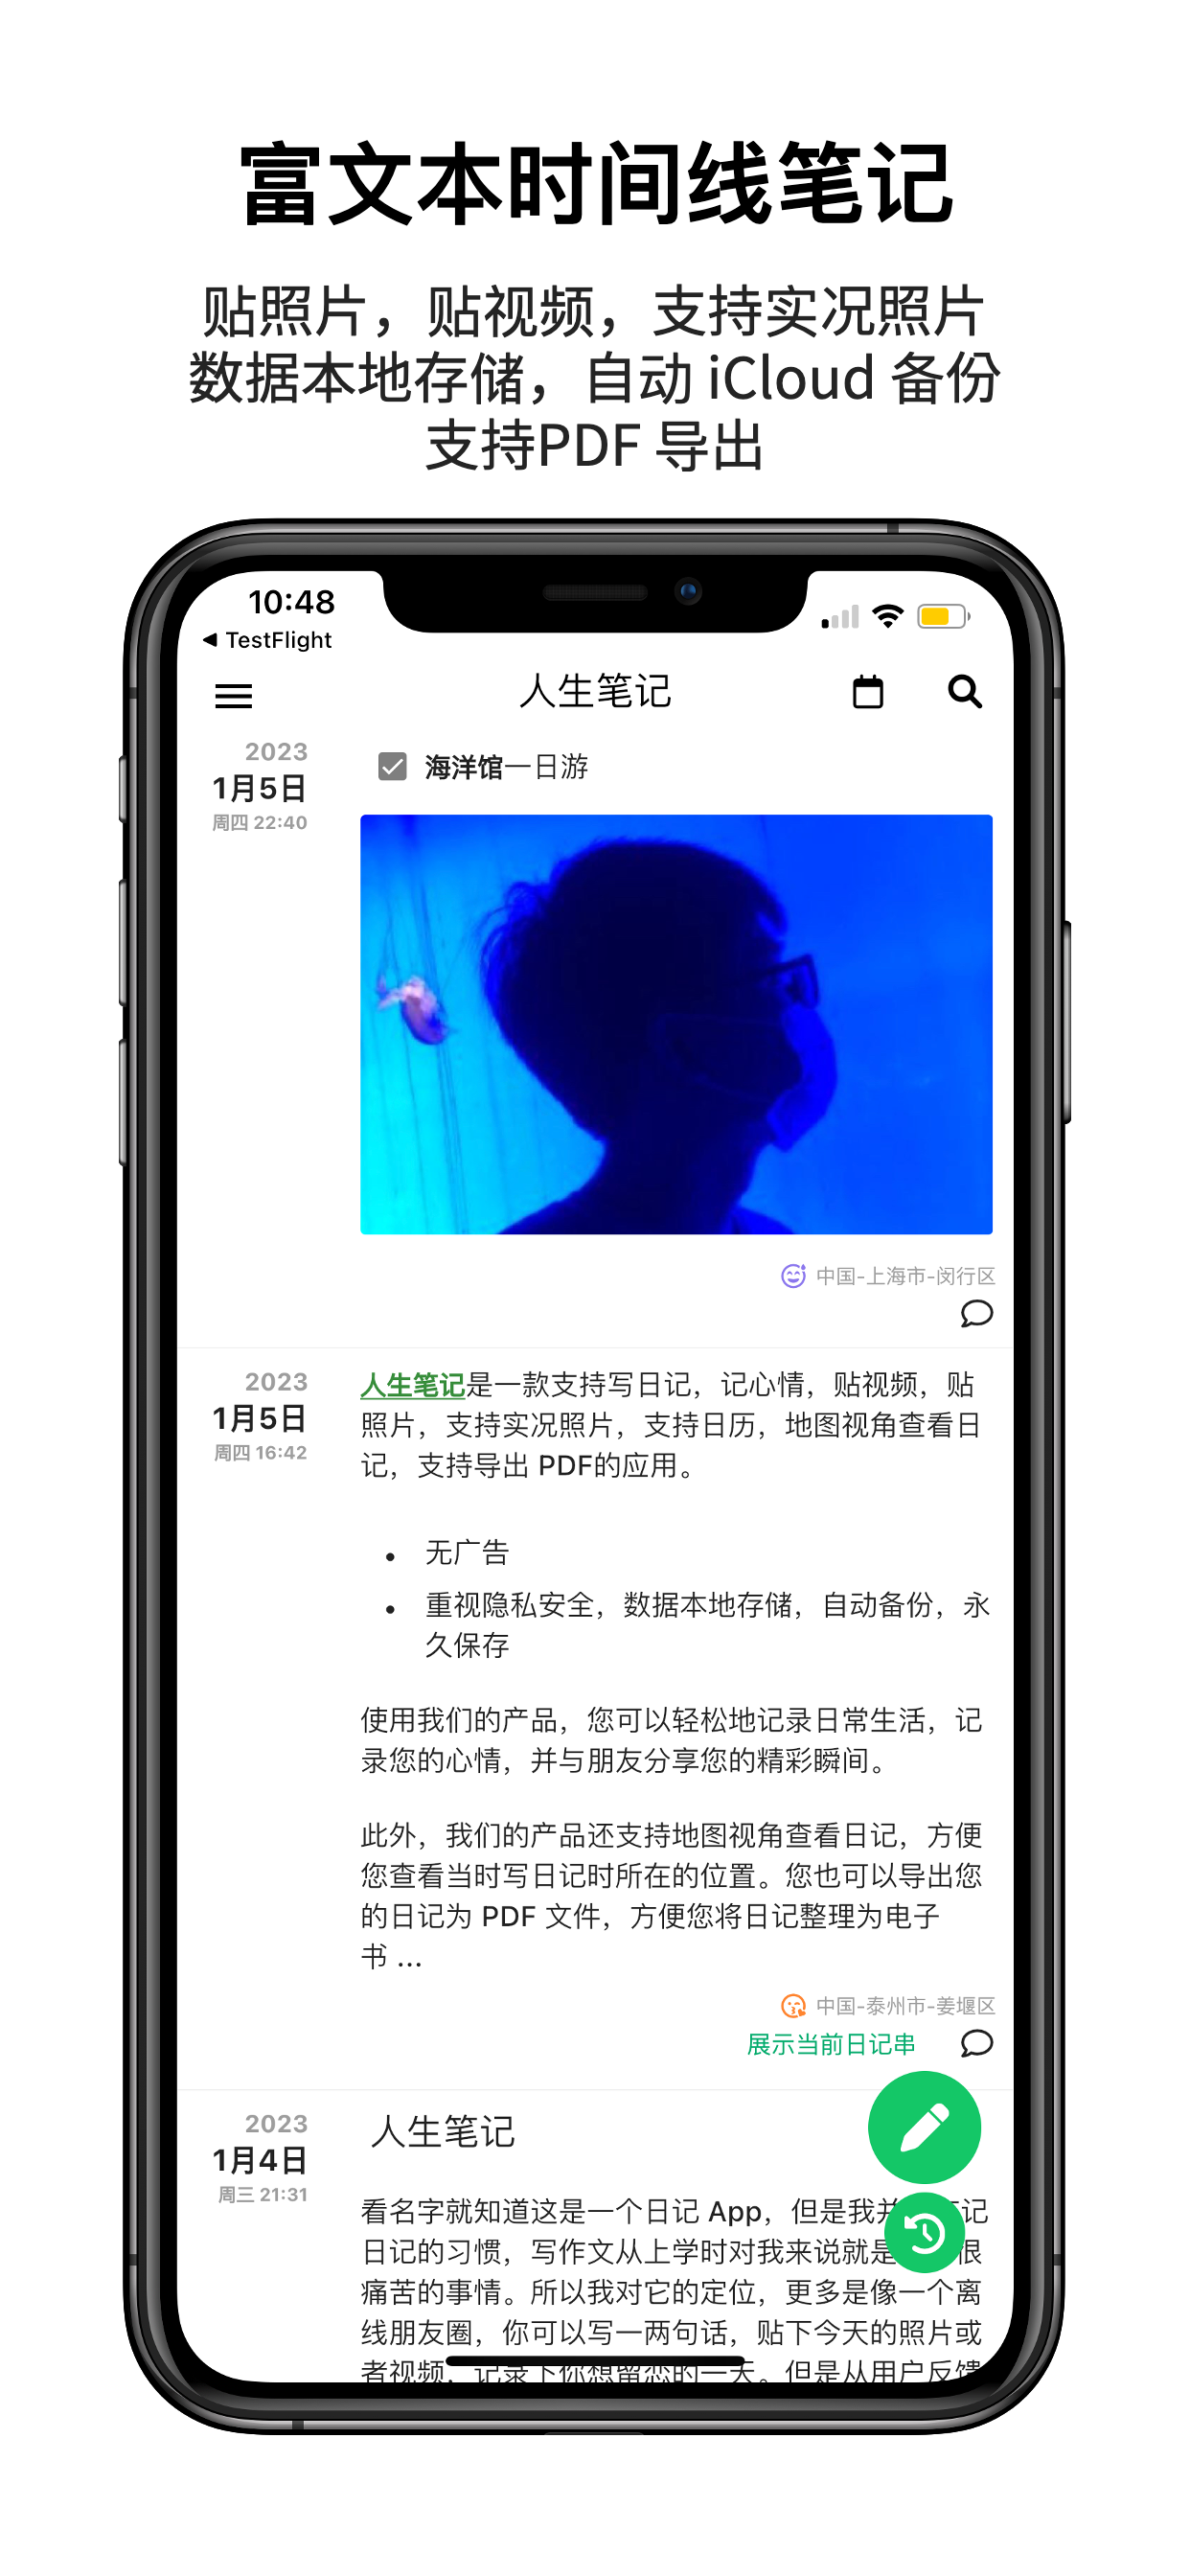 富文本时间线笔记
贴照片，贴视频，支持实况照片
数据本地存储，自动 iCloud 备份
支持PDF 导出
10:48
◀ TestFlight
人生笔记
2023
1月5日
周四 22:40
海洋馆一日游
中国-上海市-闵行区
2023
1月5日
周四 16:42
人生笔记是一款支持写日记，记心情，贴视频，贴
照片，支持实况照片，支持日历，地图视角查看日
记，支持导出 PDF的应用。
• 无广告
• 重视隐私安全，数据本地存储，自动备份，永
久保存
使用我们的产品，您可以轻松地记录日常生活，记
录您的心情，并与朋友分享您的精彩瞬间。
此外，我们的产品还支持地图视角查看日记，方便
您查看当时写日记时所在的位置。您也可以导出您
的日记为 PDF 文件，方便您将日记整理为电子
书 ...
中国-泰州市-姜堰区
展示当前日记串
2023
1月4日
周三 21:31
人生笔记
看名字就知道这是一个日记 App，但是我并记
日记的习惯，写作文从上学时对我来说就是很
痛苦的事情。所以我对它的定位，更多是像一个离
线朋友圈，你可以写一两句话，贴下今天的照片或
者视频，记录下你想留恋的一天。但是从用户反馈